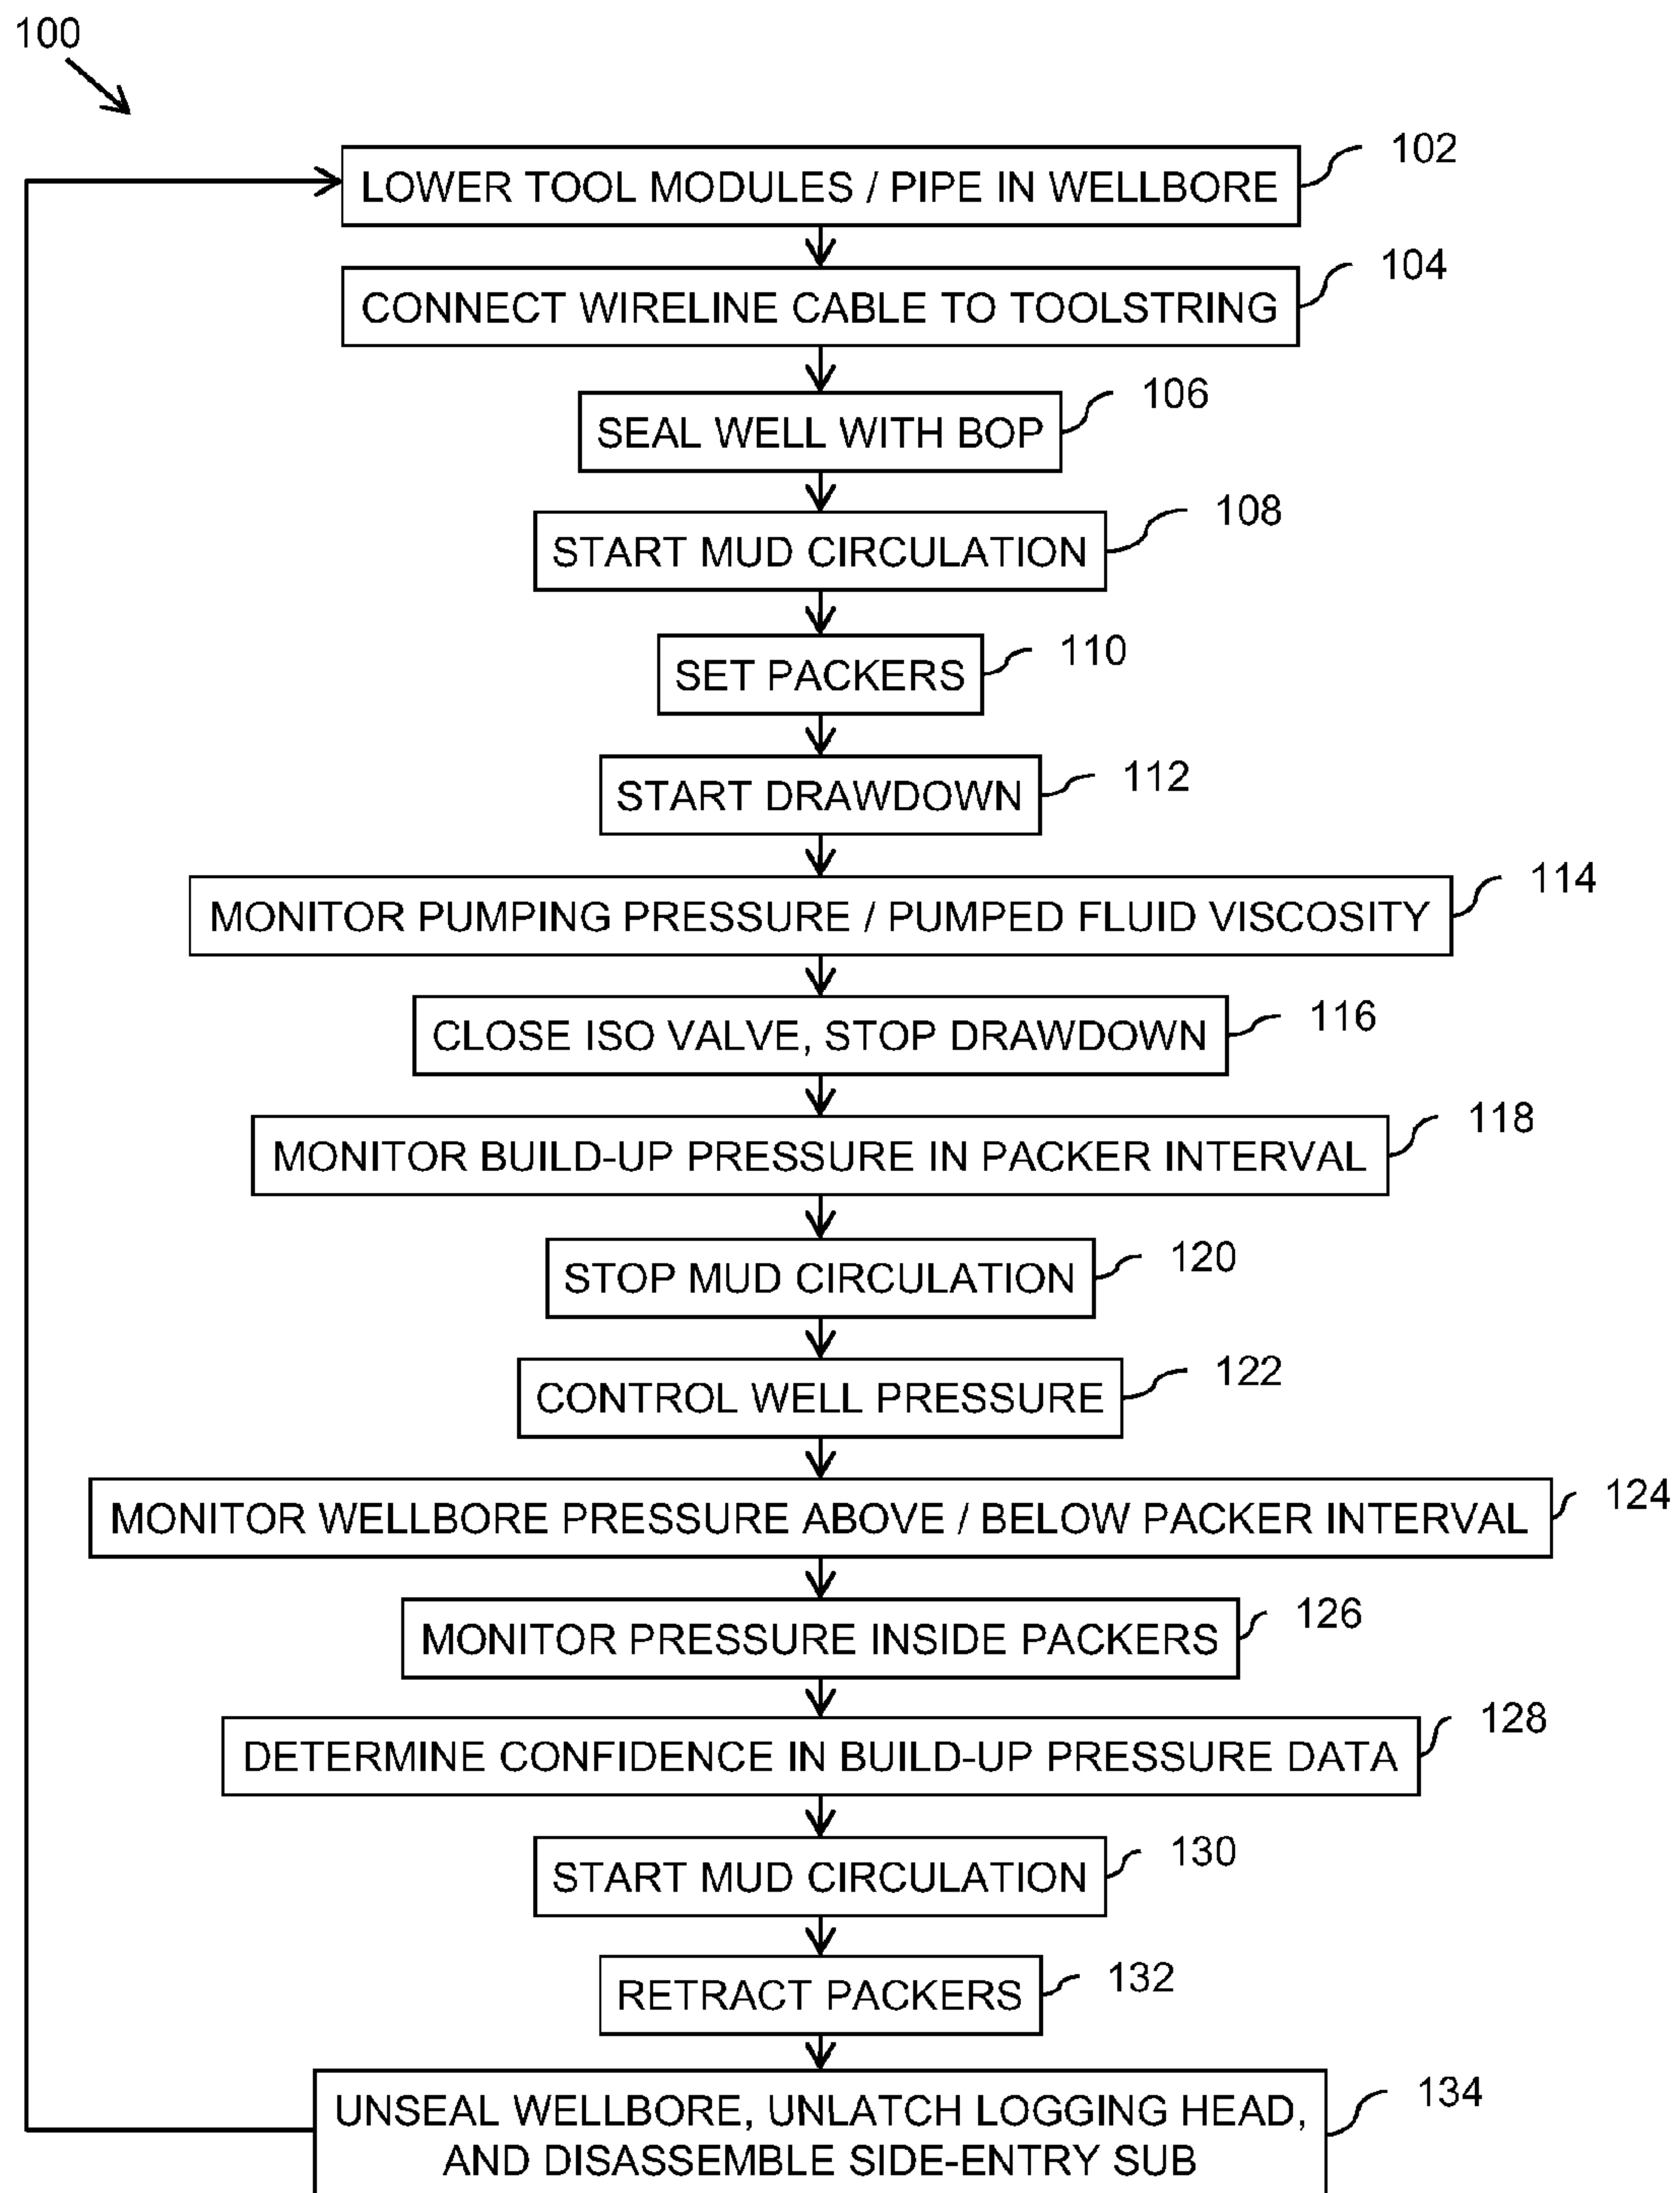 100
LOWER TOOL MODULES / PIPE IN WELLBORE
102
CONNECT WIRELINE CABLE TO TOOLSTRING
104
SEAL WELL WITH BOP
106
START MUD CIRCULATION
108
SET PACKERS
110
START DRAWDOWN
112
MONITOR PUMPING PRESSURE / PUMPED FLUID VISCOSITY
114
CLOSE ISO VALVE, STOP DRAWDOWN
116
MONITOR BUILD-UP PRESSURE IN PACKER INTERVAL
118
STOP MUD CIRCULATION
120
CONTROL WELL PRESSURE
122
MONITOR WELLBORE PRESSURE ABOVE / BELOW PACKER INTERVAL
124
MONITOR PRESSURE INSIDE PACKERS
126
DETERMINE CONFIDENCE IN BUILD-UP PRESSURE DATA
128
START MUD CIRCULATION
130
RETRACT PACKERS
132
UNSEAL WELLBORE, UNLATCH LOGGING HEAD,
AND DISASSEMBLE SIDE-ENTRY SUB
134